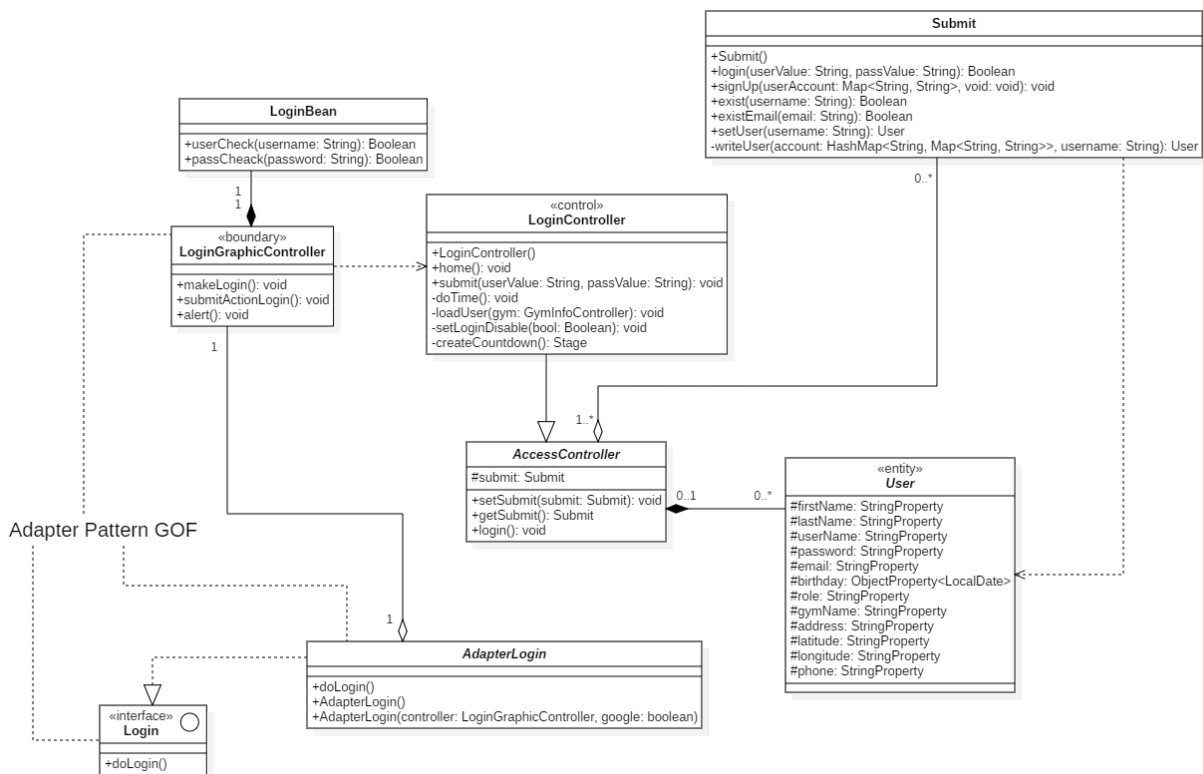 Submit
+Submit()
+login(userValue: String, passValue: String): Boolean
+signUp(userAccount: Map<String, String>, void: void): void
+exist(username: String): Boolean
+existEmail(email: String): Boolean
+setUser(username: String): User
-writeUser(account: HashMap<String, Map<String, String>>, username: String): User
LoginBean
+userCheck(username: String): Boolean
+passCheack(password: String): Boolean
1
1
0..*
«control»
LoginController
+LoginController()
+home(): void
+submit(userValue: String, passValue: String): void
-doTime(): void
-loadUser(gym: GymInfoController): void
-setLoginDisable(bool: Boolean): void
-createCountdown(): Stage
«boundary»
LoginGraphicController
+makeLogin(): void
+submitActionLogin(): void
+alert(): void
1
1..*
AccessController
#submit: Submit
+setSubmit(submit: Submit): void
+getSubmit(): Submit
+login(): void
0..1
0..*
«entity»
User
#firstName: StringProperty
#lastName: StringProperty
#userName: StringProperty
#password: StringProperty
#email: StringProperty
#birthday: ObjectProperty<LocalDate>
#role: StringProperty
#gymName: StringProperty
#address: StringProperty
#latitude: StringProperty
#longitude: StringProperty
#phone: StringProperty
Adapter Pattern GOF
1
AdapterLogin
+doLogin()
+AdapterLogin()
+AdapterLogin(controller: LoginGraphicController, google: boolean)
«interface»
Login
+doLogin()